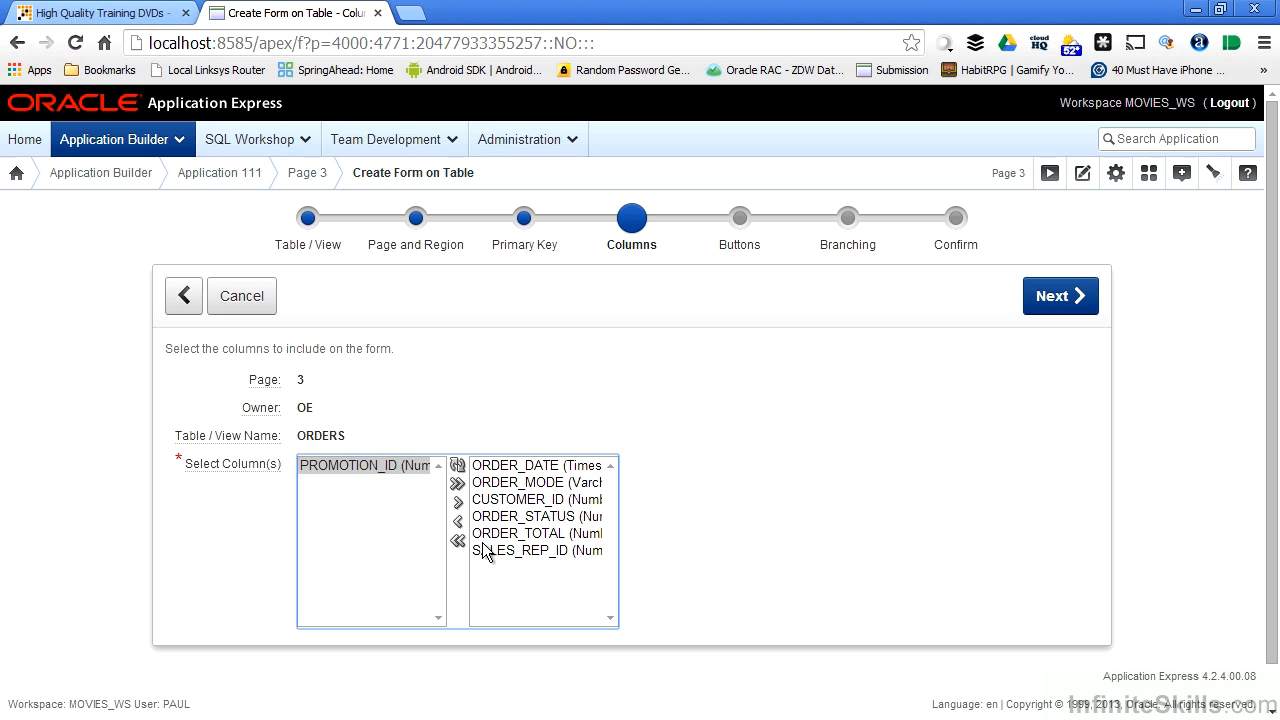 High Quality Training DVDs -
Create Form on Table - Colu
localhost:8585/apex/f?p=4000:4771:20477933355257::NO:::
cloud
HQ
52°
Apps
Bookmarks
Local Linksys Router
SpringAhead: Home
Android SDK | Android...
Random Password Ge...
Oracle RAC - ZDW Dat...
Submission
HabitRPG | Gamify Yo...
40 Must Have iPhone ...
»
ORACLE Application Express
Workspace MOVIES_WS ( Logout )
Home
Application Builder
SQL Workshop
Team Development
Administration
Search Application
Application Builder
Application 111
Page 3
Create Form on Table
Page 3
Table / View
Page and Region
Primary Key
Columns
Buttons
Branching
Confirm
Cancel
Next
Select the columns to include on the form.
Page: 3
Owner: OE
Table / View Name: ORDERS
* Select Column(s)
PROMOTION_ID (Num
ORDER_DATE (Times
ORDER_MODE (Varch
CUSTOMER_ID (Numb
ORDER_STATUS (Nu
ORDER_TOTAL (Num
SALES_REP_ID (Num
Application Express 4.2.4.00.08
Workspace: MOVIES_WS User: PAUL
Language: en | Copyright © 1999, 2013, Oracle. All rights reserved.
InfiniteSkills.com